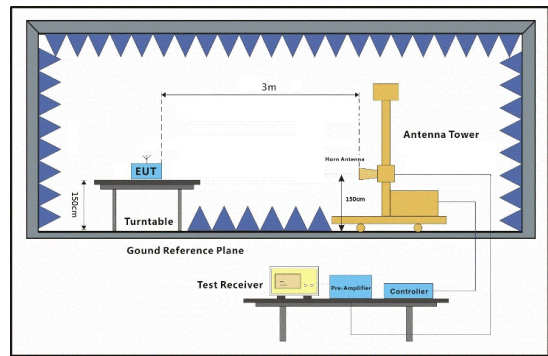 3m
Antenna Tower
Horn Antenna
EUT
150cm
150cm
Turntable
Gound Reference Plane
Test Receiver
Pre-Amplifier
Controller